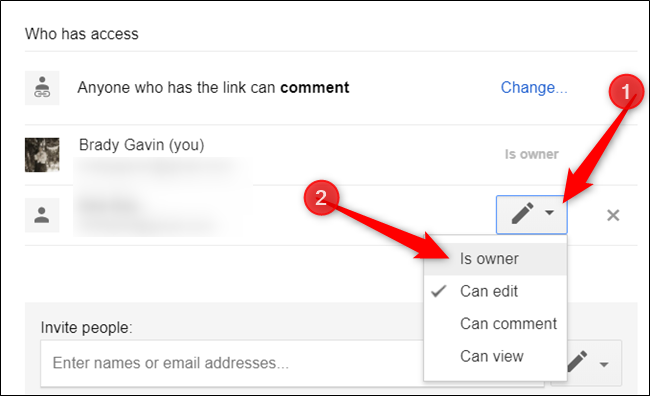 Who has access
Anyone who has the link can comment
Change...
1
Brady Gavin (you)
Is owner
2
Is owner
Can edit
Can comment
Can view
Invite people:
Enter names or email addresses...